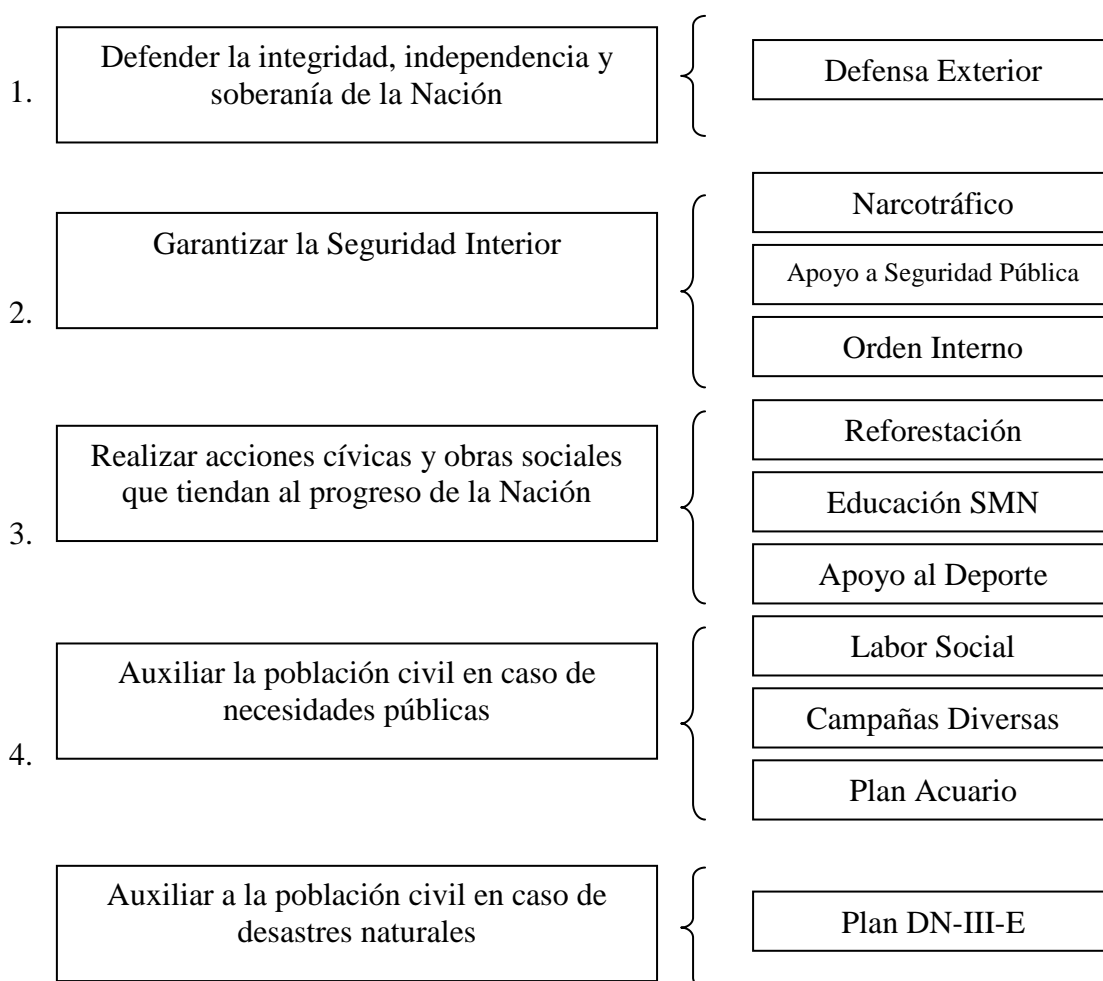 1.
Defender la integridad, independencia y
soberanía de la Nación
Defensa Exterior
2.
Garantizar la Seguridad Interior
Narcotráfico
Apoyo a Seguridad Pública
Orden Interno
3.
Realizar acciones cívicas y obras sociales
que tiendan al progreso de la Nación
Reforestación
Educación SMN
Apoyo al Deporte
4.
Auxiliar la población civil en caso de
necesidades públicas
Labor Social
Campañas Diversas
Plan Acuario
Auxiliar a la población civil en caso de
desastres naturales
Plan DN-III-E